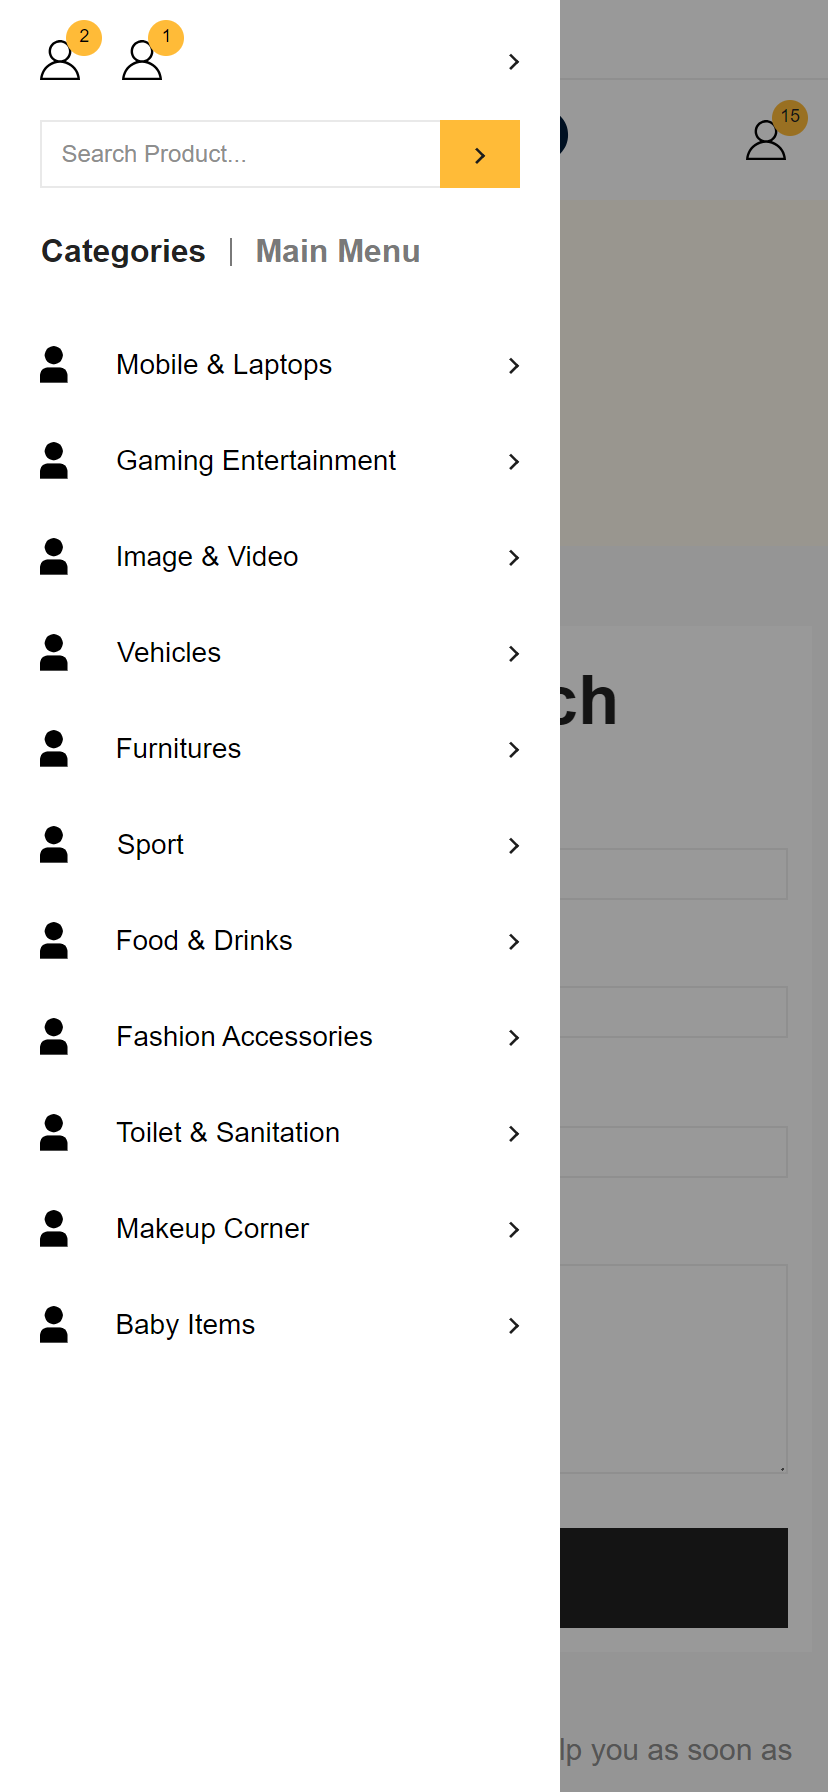 2
1
15
Search Product...
Categories | Main Menu
Mobile & Laptops
Gaming Entertainment
Image & Video
Vehicles
Furnitures
Sport
Food & Drinks
Fashion Accessories
Toilet & Sanitation
Makeup Corner
Baby Items
ch
lp you as soon as